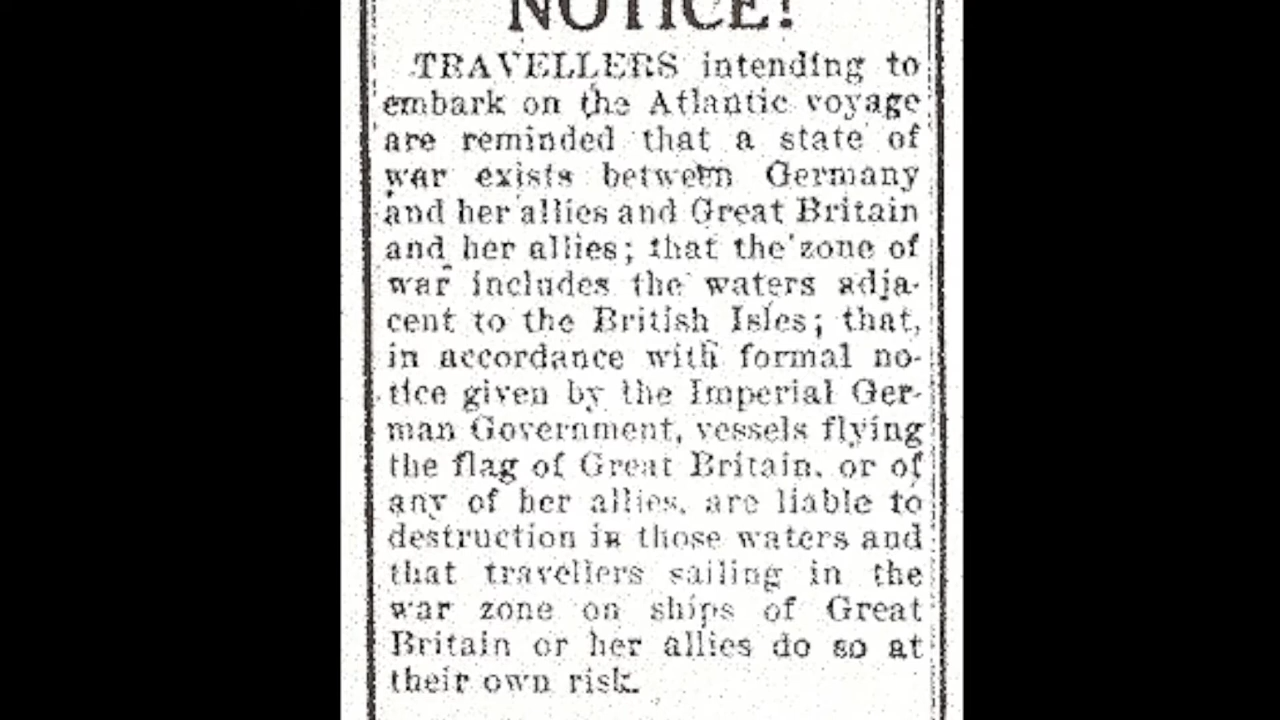 NOTICE!
TRAVELLERS intending to
embark on the Atlantic voyage
are reminded that a state of
war exists between Germany
and her allies and Great Britain
and her allies; that the zone of
war includes the waters adja-
cent to the British Isles; that,
in accordance with formal no-
tice given by the Imperial Ger-
man Government, vessels flying
the flag of Great Britain, or of
any of her allies, are liable to
destruction in those waters and
that travellers sailing in the
war zone on ships of Great
Britain or her allies do so at
their own risk.